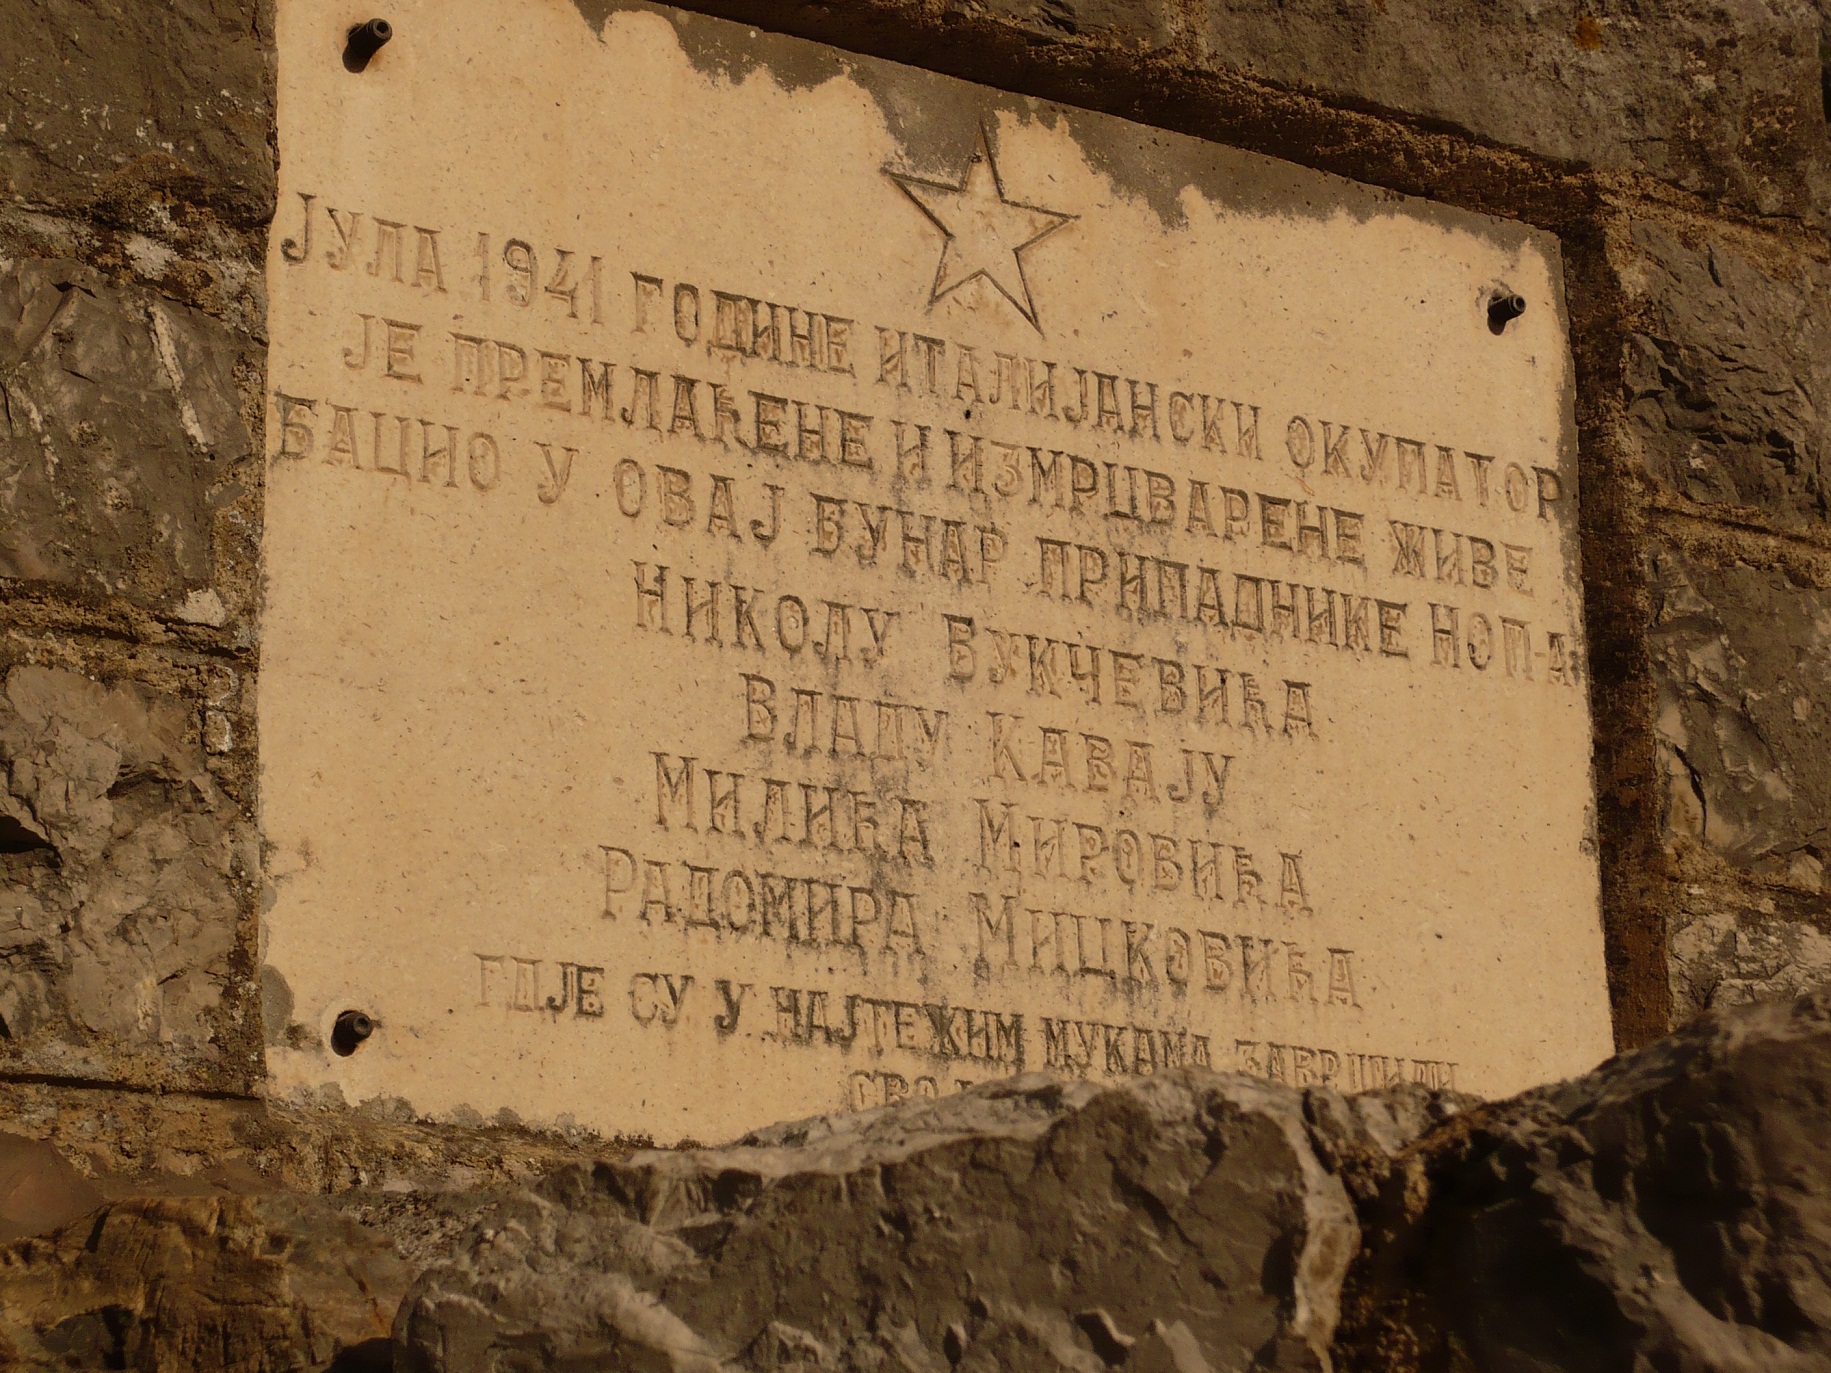 ЈУЛА 1941 ГОДИНЕ ИТАЛИЈАНСКИ ОКУПАТОР
ЈЕ ПРЕМЛАЋЕНЕ И ИЗМРЦВАРЕНЕ ЖИВЕ
БАЦИО У ОВАЈ БУНАР ПРИПАДНИКЕ НОП-А
НИКОЛУ БУКЧЕВИЋА
ВЛАДУ КАВАЈУ
МИЛИЋА МИРОВИЋА
РАДОМИРА МИЦКОВИЋА
ГДЈЕ СУ У НАЈТЕЖИМ МУКАМА ЗАВРШИЛИ